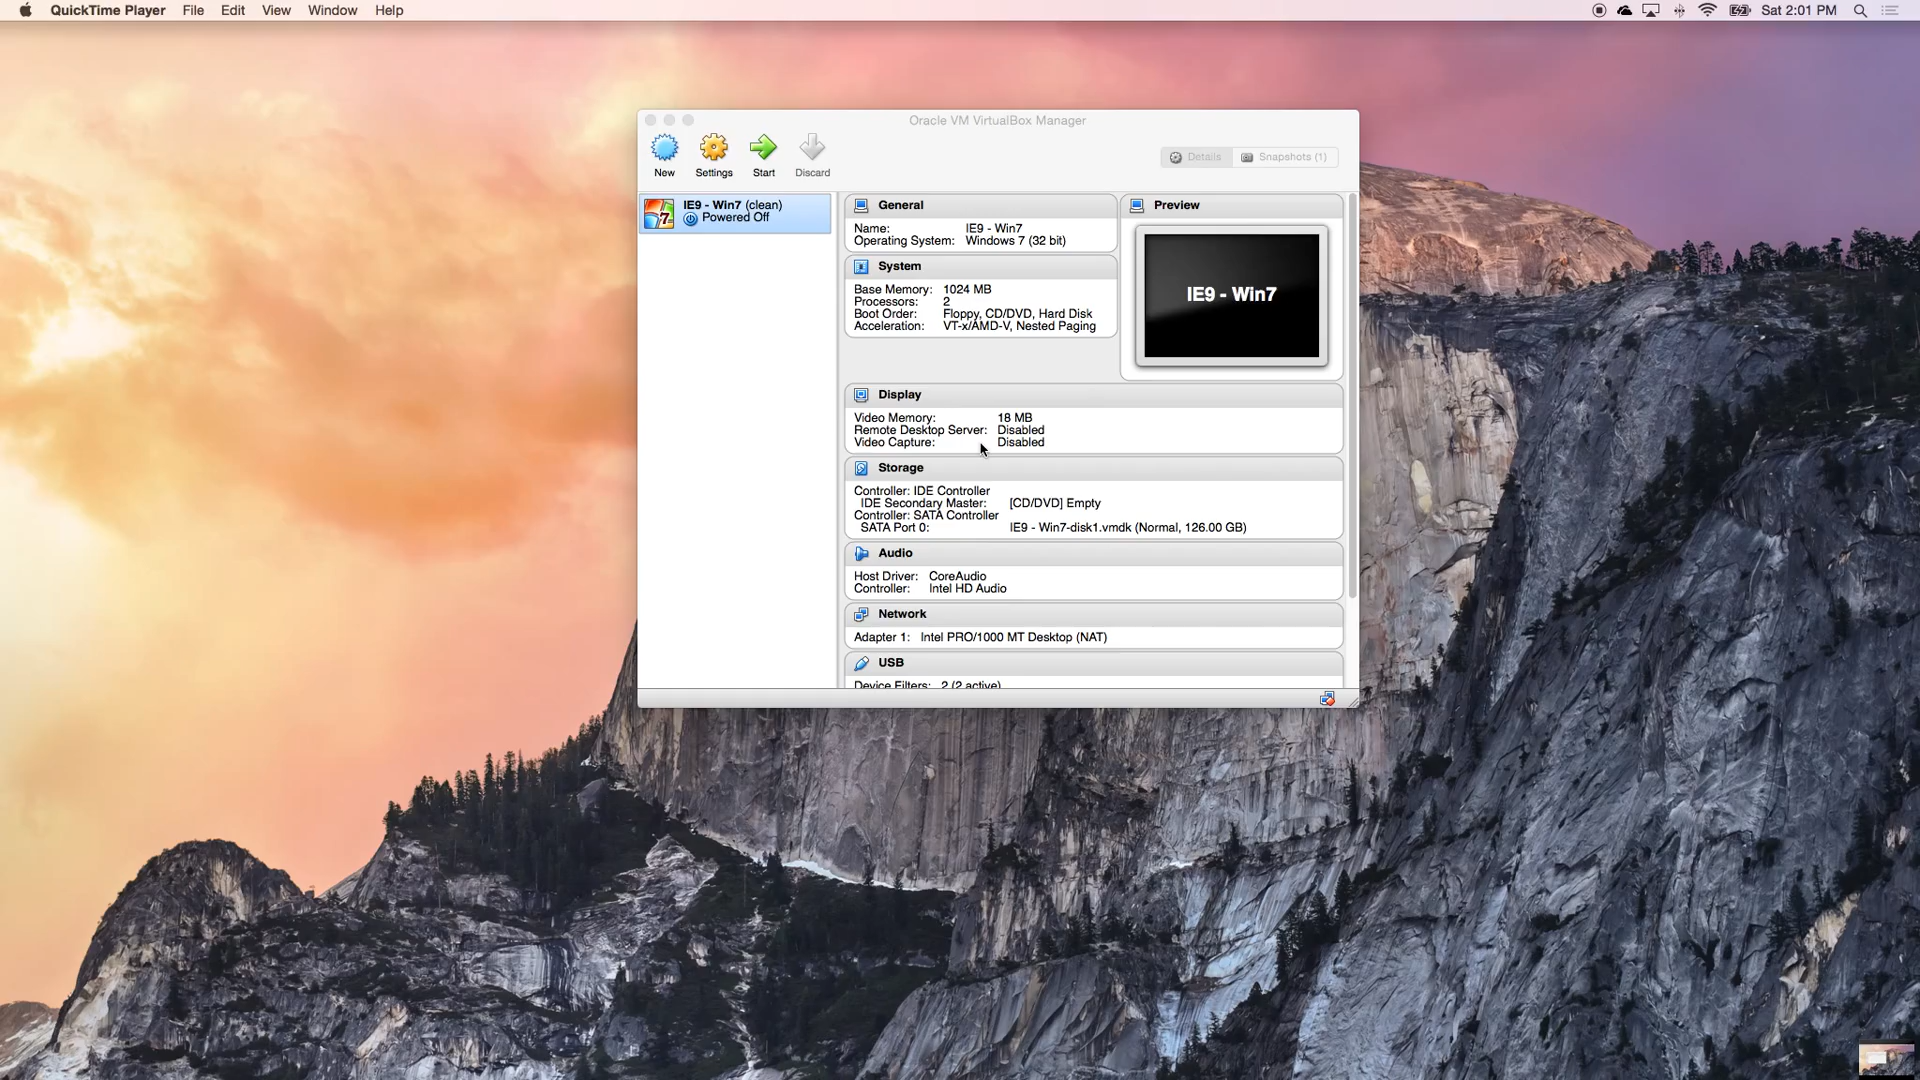 QuickTime Player File Edit View Window Help
Sat 2:01 PM
Oracle VM VirtualBox Manager
New Settings Start Discard
Details Snapshots (1)
IE9 - Win7 (clean)
Powered Off
General
Name: IE9 - Win7
Operating System: Windows 7 (32 bit)
System
Base Memory: 1024 MB
Processors: 2
Boot Order: Floppy, CD/DVD, Hard Disk
Acceleration: VT-x/AMD-V, Nested Paging
Preview
IE9 - Win7
Display
Video Memory: 18 MB
Remote Desktop Server: Disabled
Video Capture: Disabled
Storage
Controller: IDE Controller
IDE Secondary Master: [CD/DVD] Empty
Controller: SATA Controller
SATA Port 0: IE9 - Win7-disk1.vmdk (Normal, 126.00 GB)
Audio
Host Driver: CoreAudio
Controller: Intel HD Audio
Network
Adapter 1: Intel PRO/1000 MT Desktop (NAT)
USB
Device Filters: 2 (2 active)